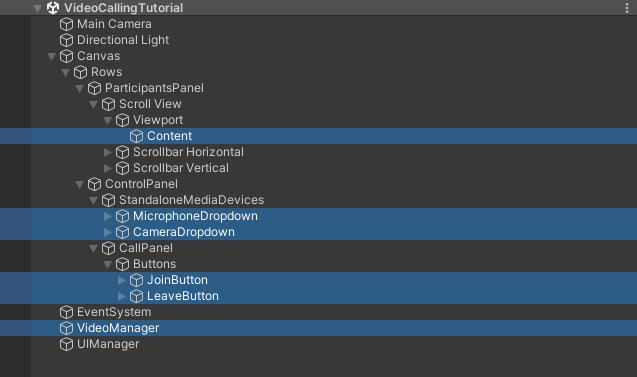 VideoCallingTutorial
Main Camera
Directional Light
Canvas
Rows
ParticipantsPanel
Scroll View
Viewport
Content
Scrollbar Horizontal
Scrollbar Vertical
ControlPanel
StandaloneMediaDevices
MicrophoneDropdown
CameraDropdown
CallPanel
Buttons
JoinButton
LeaveButton
EventSystem
VideoManager
UIManager